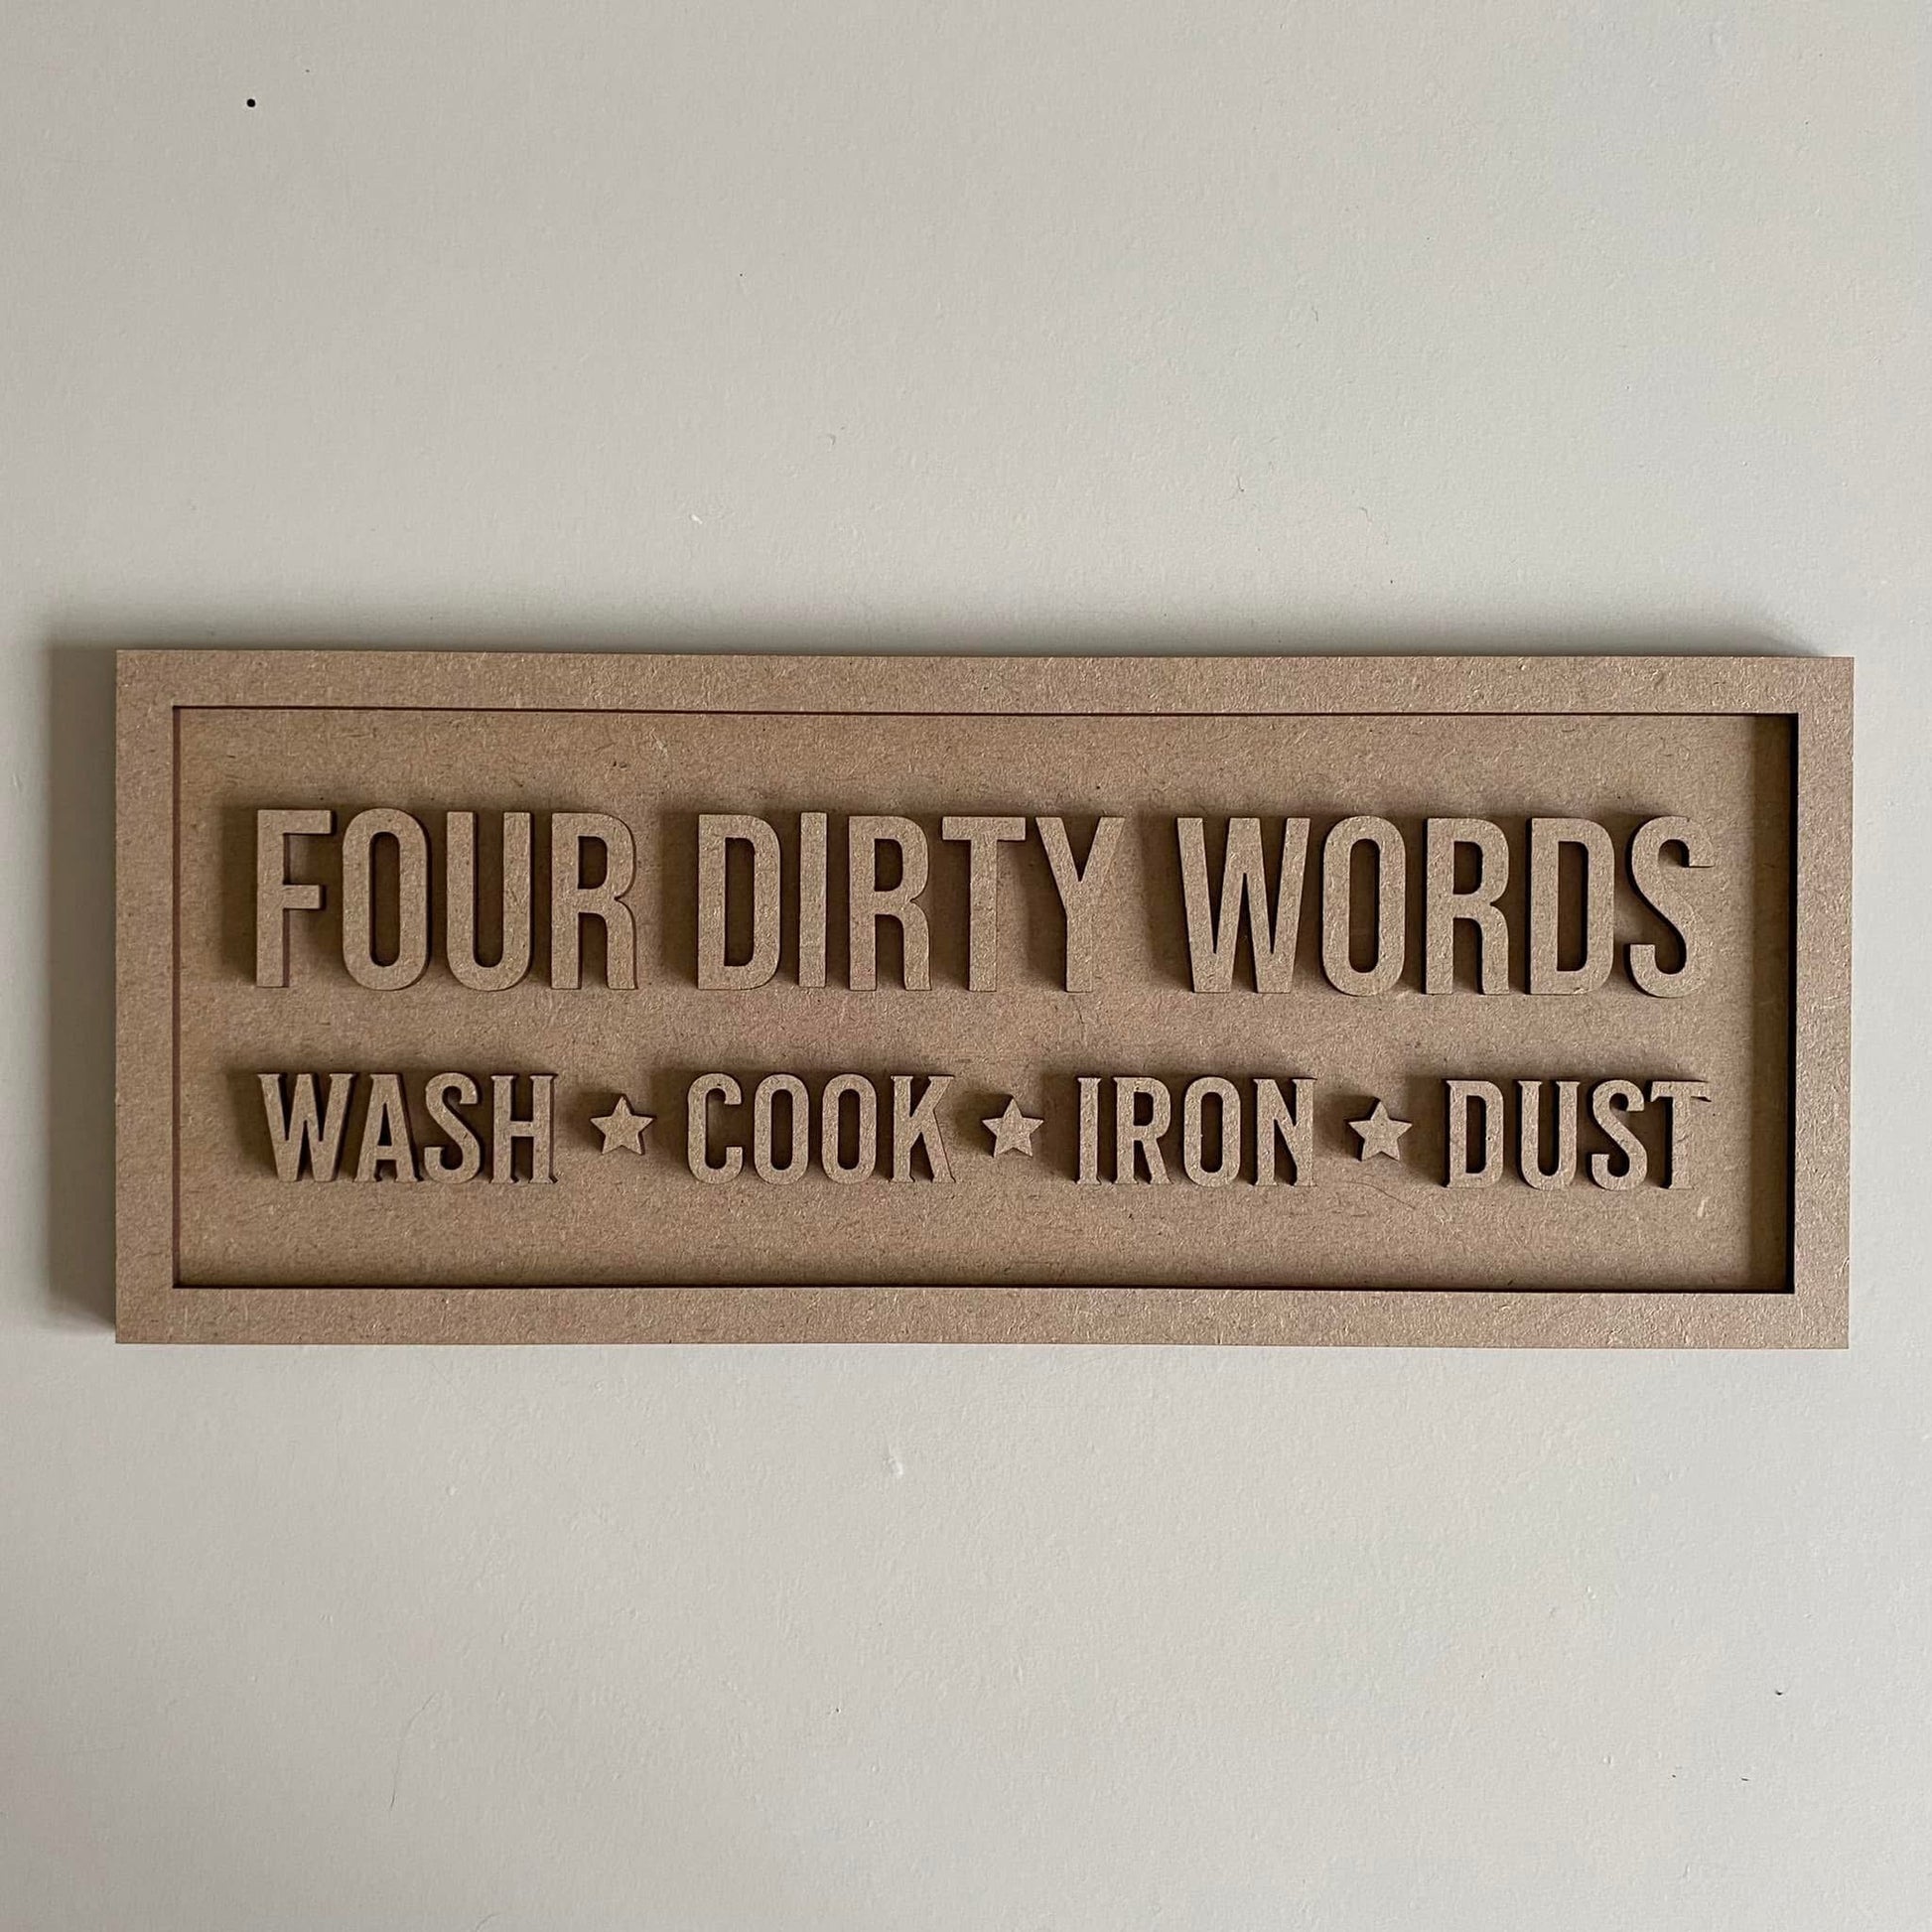 FOUR DIRTY WORDS
WASH ★ COOK ★ IRON ★ DUST